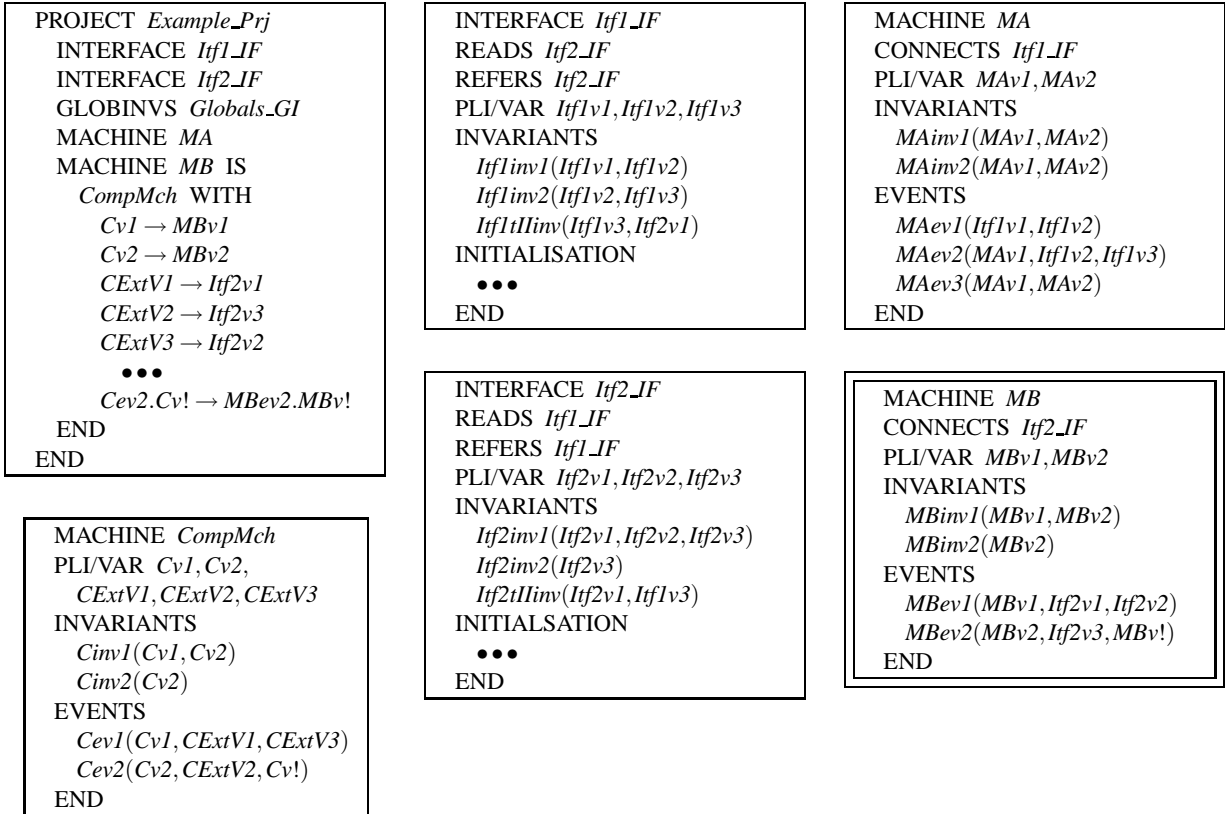 PROJECT Example_Prj
INTERFACE Itf1_IF
INTERFACE Itf2_IF
GLOBINVS Globals_GI
MACHINE MA
MACHINE MB IS
CompMch WITH
Cv1 → MBv1
Cv2 → MBv2
CExtV1 → Itf2v1
CExtV2 → Itf2v3
CExtV3 → Itf2v2
•••
Cev2.Cv! → MBev2.MBv!
END
END
MACHINE CompMch
PLI/VAR Cv1,Cv2,
CExtV1,CExtV2,CExtV3
INVARIANTS
Cinv1(Cv1,Cv2)
Cinv2(Cv2)
EVENTS
Cev1(Cv1,CExtV1,CExtV3)
Cev2(Cv2,CExtV2,Cv!)
END
INTERFACE Itf1_IF
READS Itf2_IF
REFERS Itf2_IF
PLI/VAR Itf1v1,Itf1v2,Itf1v3
INVARIANTS
Itf1inv1(Itf1v1,Itf1v2)
Itf1inv2(Itf1v2,Itf1v3)
Itf1tIIinv(Itf1v3,Itf2v1)
INITIALISATION
•••
END
INTERFACE Itf2_IF
READS Itf1_IF
REFERS Itf1_IF
PLI/VAR Itf2v1,Itf2v2,Itf2v3
INVARIANTS
Itf2inv1(Itf2v1,Itf2v2,Itf2v3)
Itf2inv2(Itf2v3)
Itf2tIIinv(Itf2v1,Itf1v3)
INITIALSATION
•••
END
MACHINE MA
CONNECTS Itf1_IF
PLI/VAR MAv1,MAv2
INVARIANTS
MAinv1(MAv1,MAv2)
MAinv2(MAv1,MAv2)
EVENTS
MAev1(Itf1v1,Itf1v2)
MAev2(MAv1,Itf1v2,Itf1v3)
MAev3(MAv1,MAv2)
END
MACHINE MB
CONNECTS Itf2_IF
PLI/VAR MBv1,MBv2
INVARIANTS
MBinv1(MBv1,MBv2)
MBinv2(MBv2)
EVENTS
MBev1(MBv1,Itf2v1,Itf2v2)
MBev2(MBv2,Itf2v3,MBv!)
END